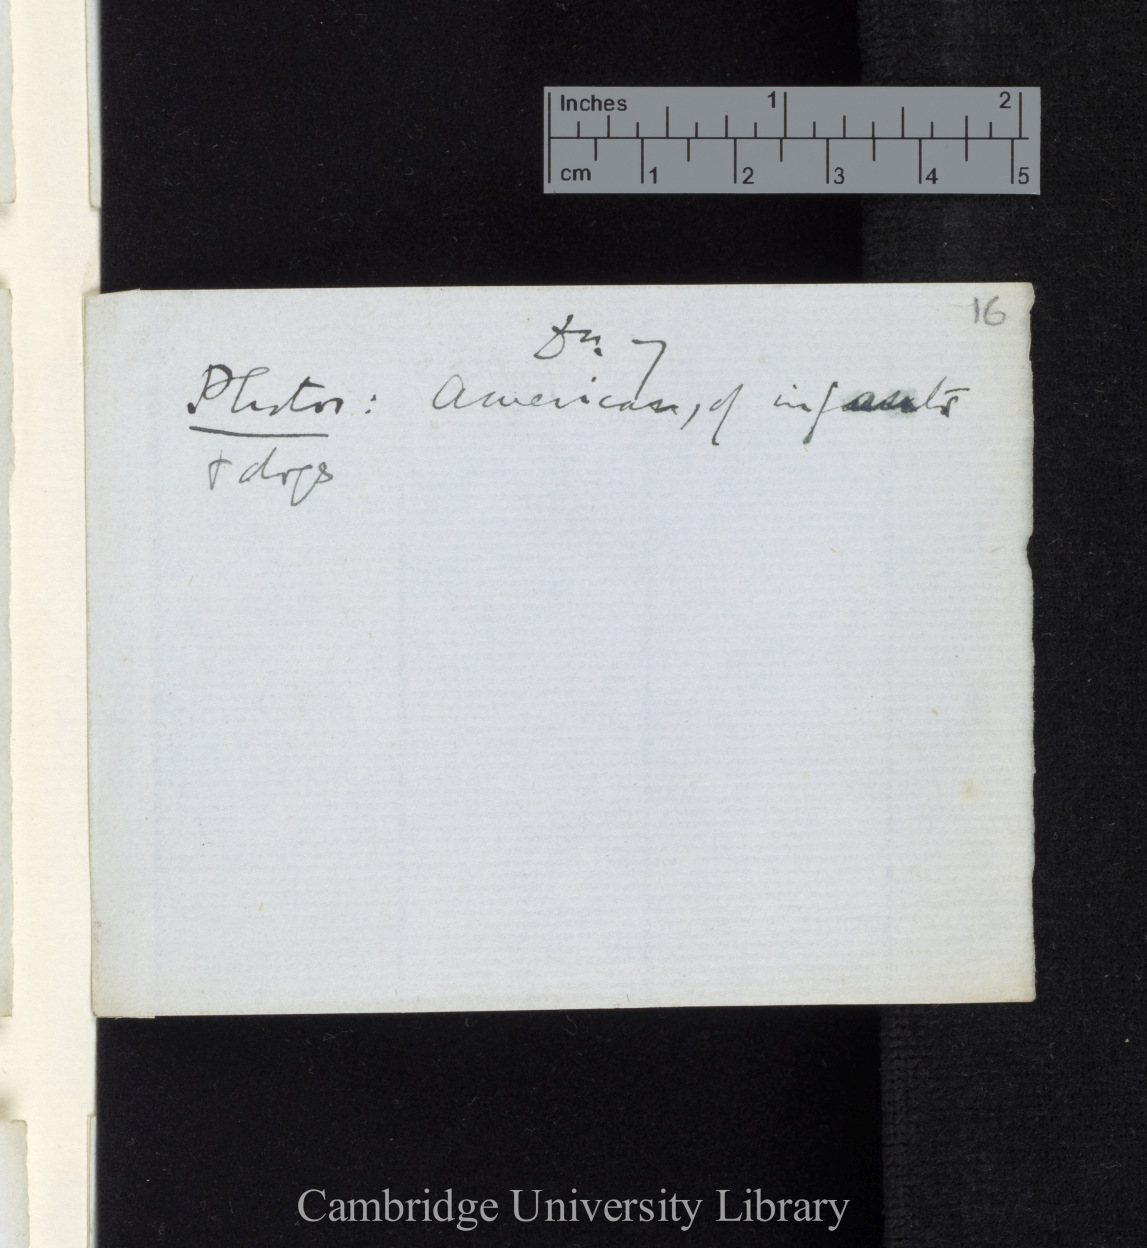 Inches 1 2
cm 1 2 3 4 5
16
Dr.
Photos: American, of infants
& dogs
Cambridge University Library